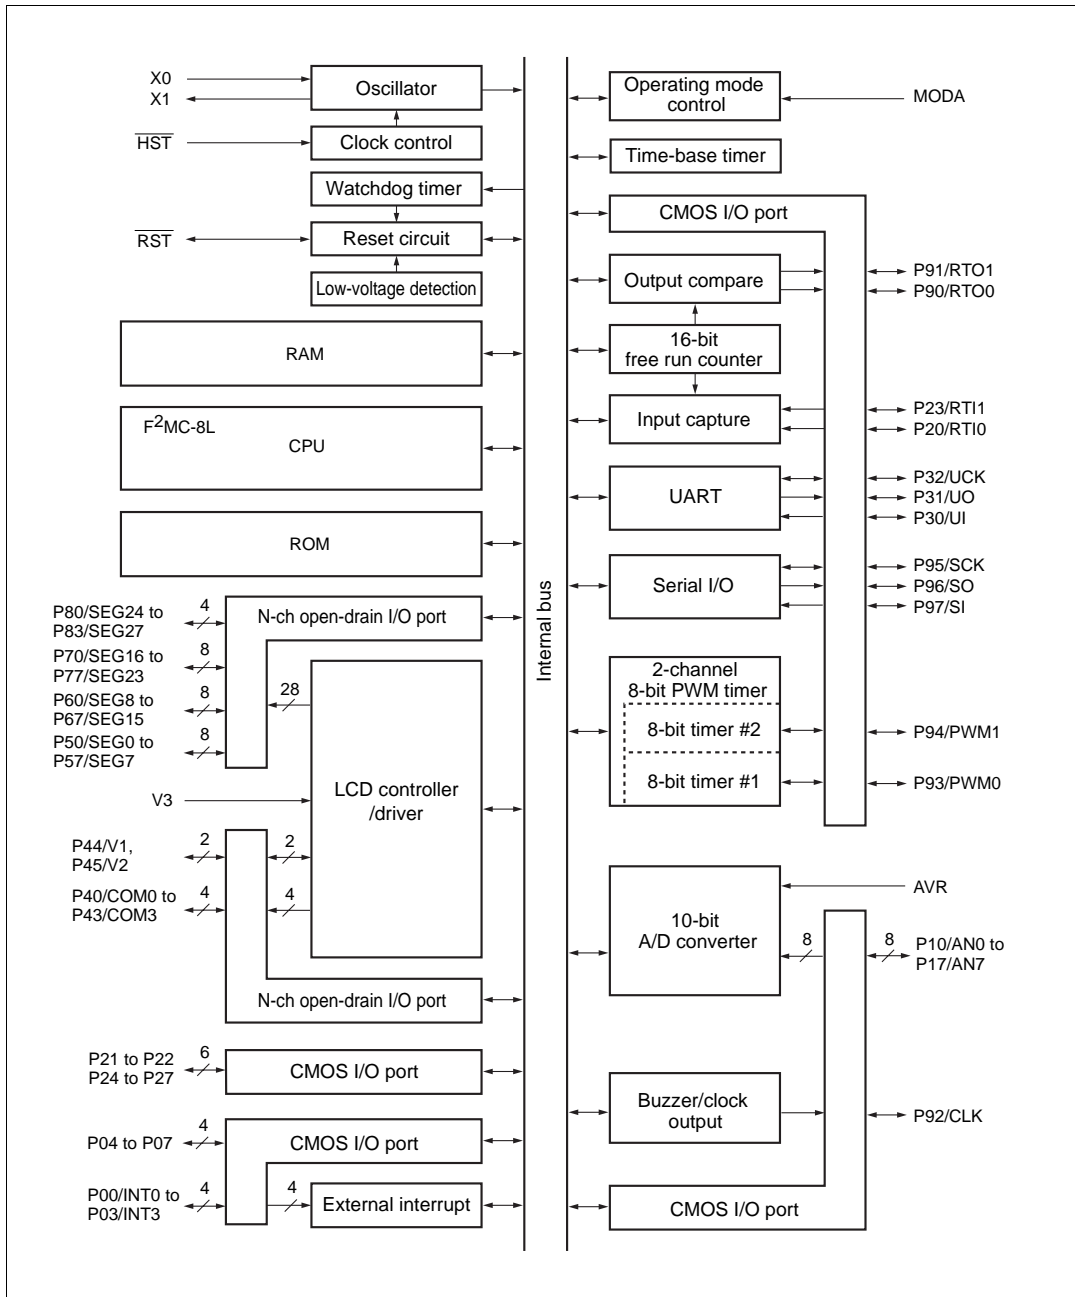 X0
X1
Oscillator
HST
Clock control
Watchdog timer
RST
Reset circuit
Low-voltage detection
RAM
F2MC-8L
CPU
ROM
P80/SEG24 to
P83/SEG27
4
N-ch open-drain I/O port
P70/SEG16 to
P77/SEG23
8
P60/SEG8 to
P67/SEG15
8
28
P50/SEG0 to
P57/SEG7
8
LCD controller
/driver
V3
P44/V1,
P45/V2
2
2
P40/COM0 to
P43/COM3
4
4
N-ch open-drain I/O port
P21 to P22
P24 to P27
6
CMOS I/O port
P04 to P07
4
CMOS I/O port
P00/INT0 to
P03/INT3
4
4
External interrupt
Internal bus
Operating mode
control
MODA
Time-base timer
CMOS I/O port
Output compare
P91/RTO1
P90/RTO0
16-bit
free run counter
Input capture
P23/RTI1
P20/RTI0
UART
P32/UCK
P31/UO
P30/UI
Serial I/O
P95/SCK
P96/SO
P97/SI
2-channel
8-bit PWM timer
8-bit timer #2
P94/PWM1
8-bit timer #1
P93/PWM0
AVR
10-bit
A/D converter
8
8
P10/AN0 to
P17/AN7
Buzzer/clock
output
P92/CLK
CMOS I/O port